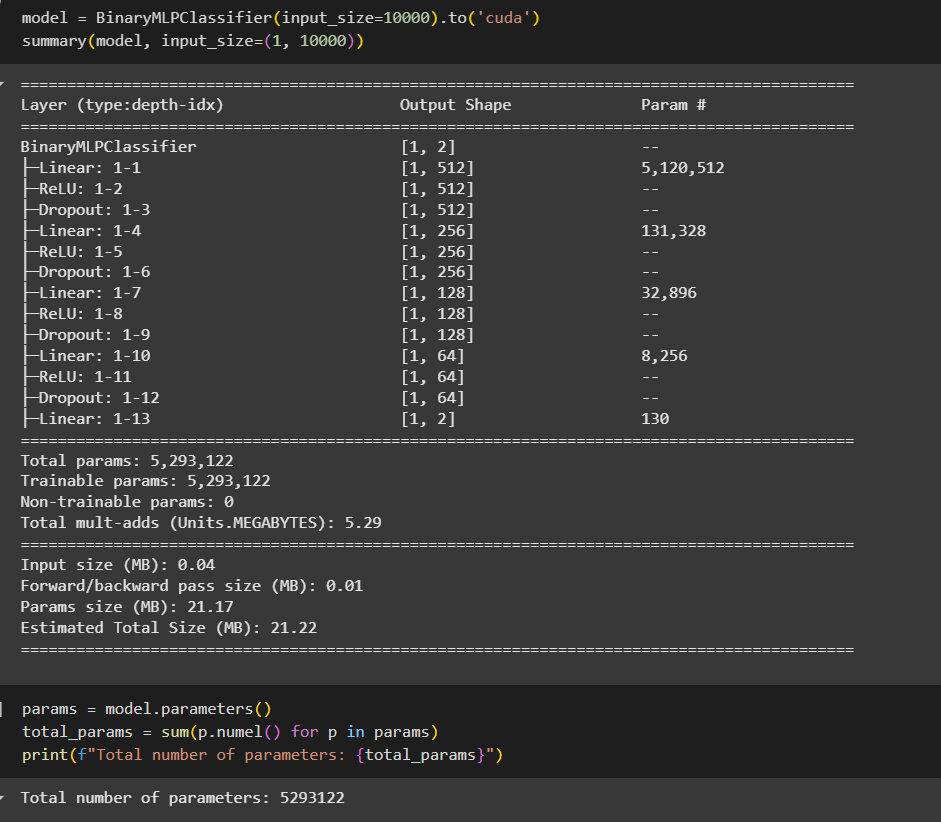 model = BinaryMLPClassifier(input_size=10000).to('cuda')
summary(model, input_size=(1, 10000))
==========================================================================================
Layer (type:depth-idx)                   Output Shape              Param #
==========================================================================================
BinaryMLPClassifier                      [1, 2]                    --
├─Linear: 1-1                            [1, 512]                  5,120,512
├─ReLU: 1-2                              [1, 512]                  --
├─Dropout: 1-3                           [1, 512]                  --
├─Linear: 1-4                            [1, 256]                  131,328
├─ReLU: 1-5                              [1, 256]                  --
├─Dropout: 1-6                           [1, 256]                  --
├─Linear: 1-7                            [1, 128]                  32,896
├─ReLU: 1-8                              [1, 128]                  --
├─Dropout: 1-9                           [1, 128]                  --
├─Linear: 1-10                           [1, 64]                   8,256
├─ReLU: 1-11                             [1, 64]                   --
├─Dropout: 1-12                          [1, 64]                   --
├─Linear: 1-13                           [1, 2]                    130
==========================================================================================
Total params: 5,293,122
Trainable params: 5,293,122
Non-trainable params: 0
Total mult-adds (Units.MEGABYTES): 5.29
==========================================================================================
Input size (MB): 0.04
Forward/backward pass size (MB): 0.01
Params size (MB): 21.17
Estimated Total Size (MB): 21.22
==========================================================================================
params = model.parameters()
total_params = sum(p.numel() for p in params)
print(f"Total number of parameters: {total_params}")
Total number of parameters: 5293122